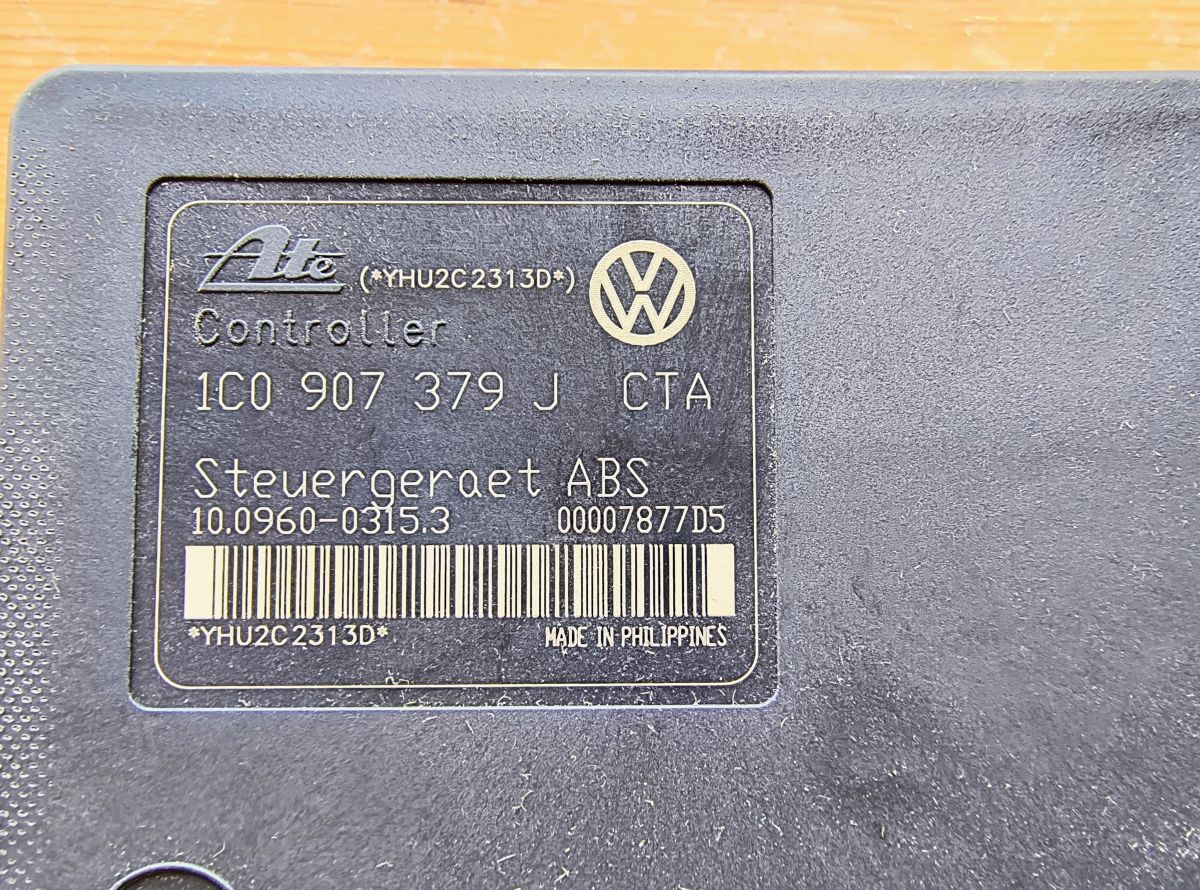 Ate (*YHU2C2313D*)
Controller
1C0 907 379 J CTA
Steuergeraet ABS
10.0960-0315.3 00007877D5
*YHU2C2313D* MADE IN PHILIPPINES